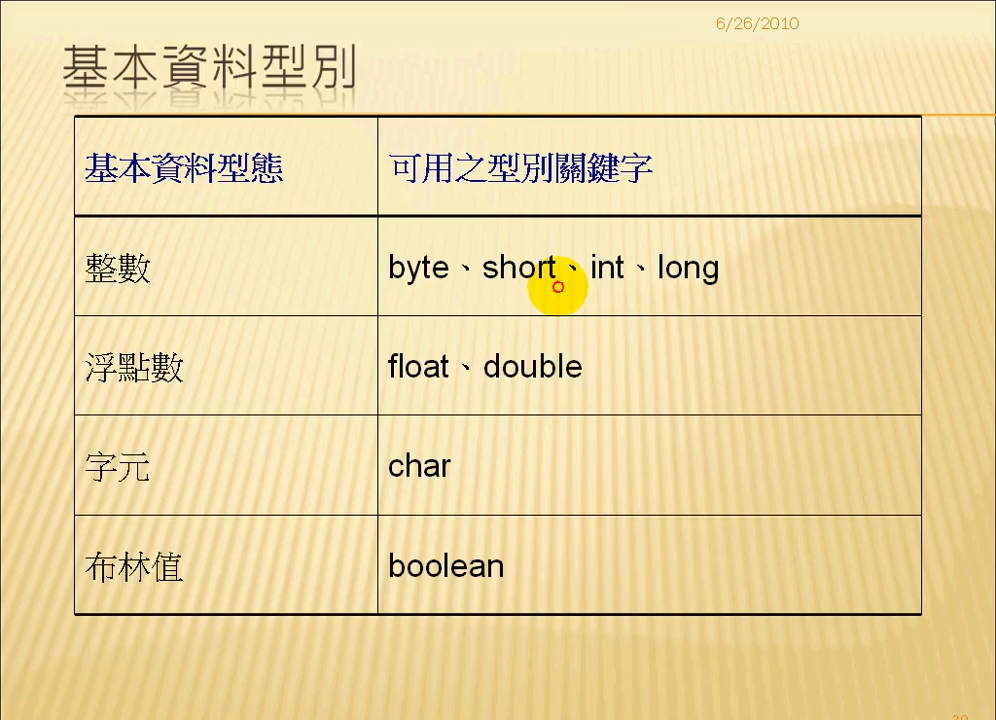 6/26/2010
基本資料型別
基本資料型態 可用之型別關鍵字
整數 byte、short、int、long
浮點數 float、double
字元 char
布林值 boolean